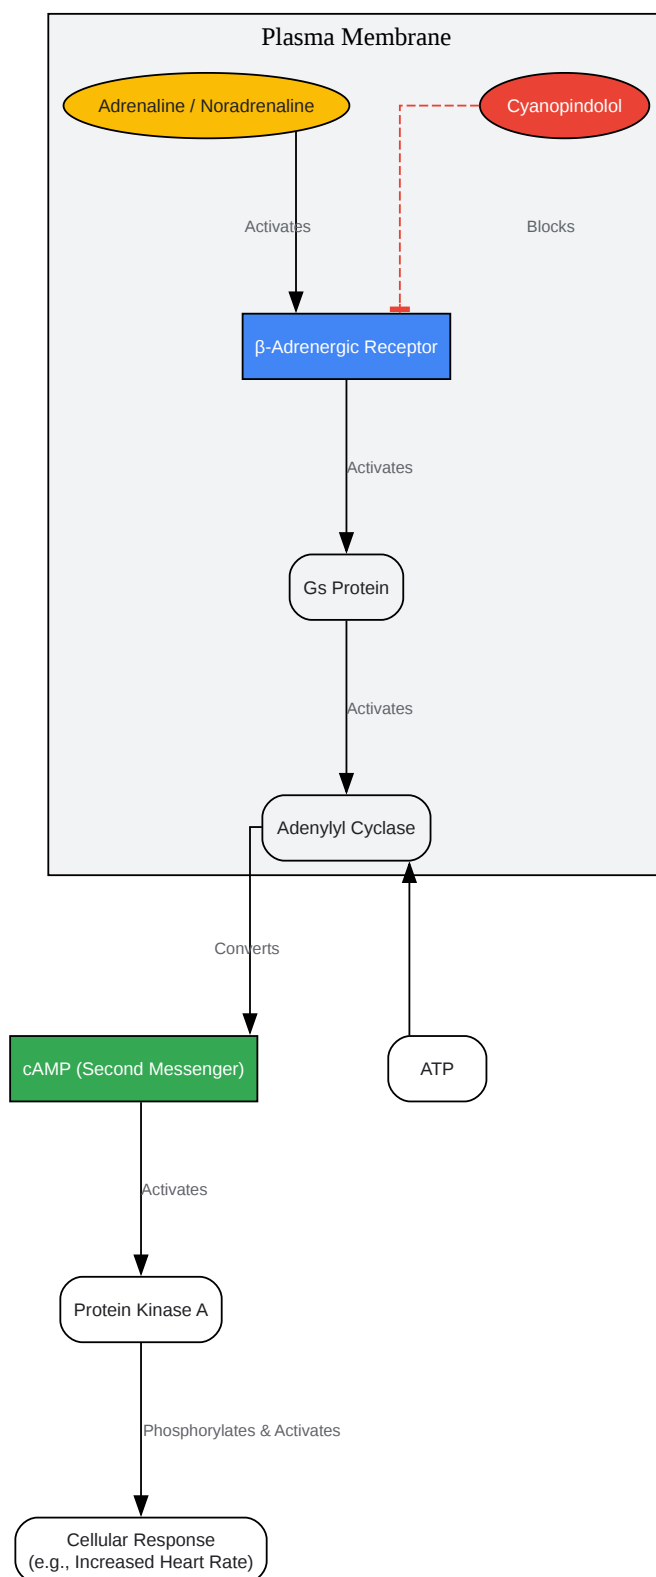 Plasma Membrane
Adrenaline / Noradrenaline
Cyanopindolol
Activates
Blocks
β-Adrenergic Receptor
Activates
Gs Protein
Activates
Adenylyl Cyclase
Converts
cAMP (Second Messenger)
ATP
Activates
Protein Kinase A
Phosphorylates & Activates
Cellular Response
(e.g., Increased Heart Rate)